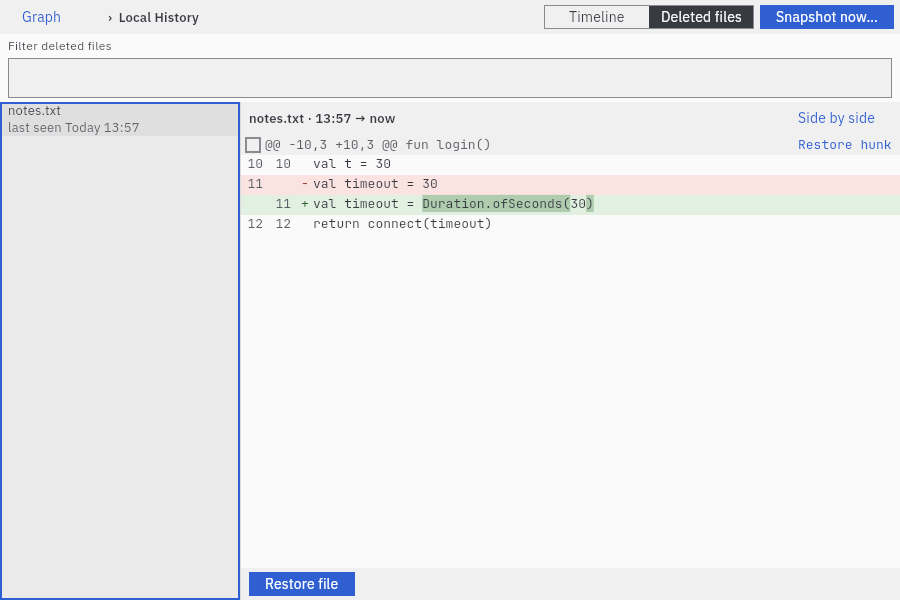 Graph › Local History Timeline Deleted files Snapshot now...
Filter deleted files
notes.txt
last seen Today 13:57
notes.txt · 13:57 → now Side by side
@@ -10,3 +10,3 @@ fun login() Restore hunk
10 10 val t = 30
11 - val timeout = 30
11 + val timeout = Duration.ofSeconds(30)
12 12 return connect(timeout)
Restore file